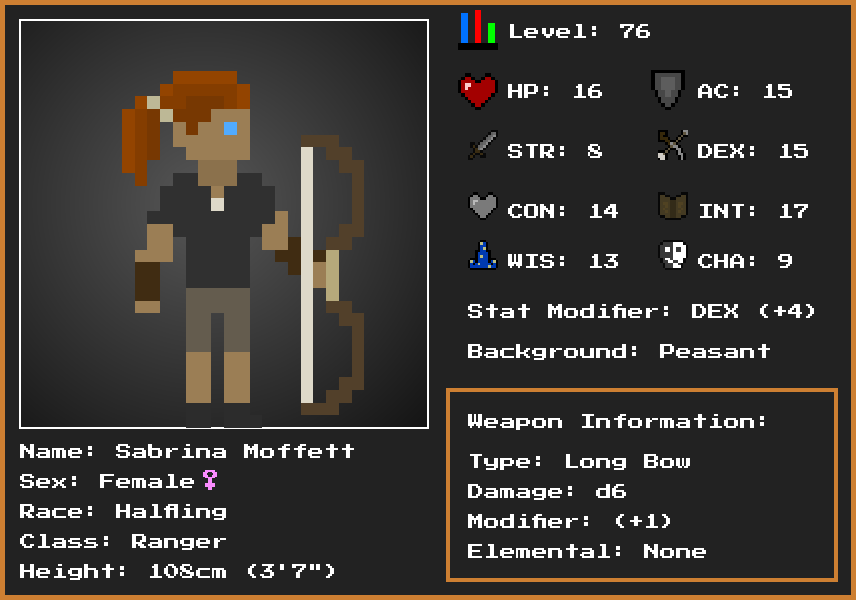 Level: 76
HP: 16 AC: 15
STR: 8 DEX: 15
CON: 14 INT: 17
WIS: 13 CHA: 9
Stat Modifier: DEX (+4)
Background: Peasant
Weapon Information:
Type: Long Bow
Damage: d6
Modifier: (+1)
Elemental: None
Name: Sabrina Moffett
Sex: Female♀
Race: Halfling
Class: Ranger
Height: 108cm (3'7")